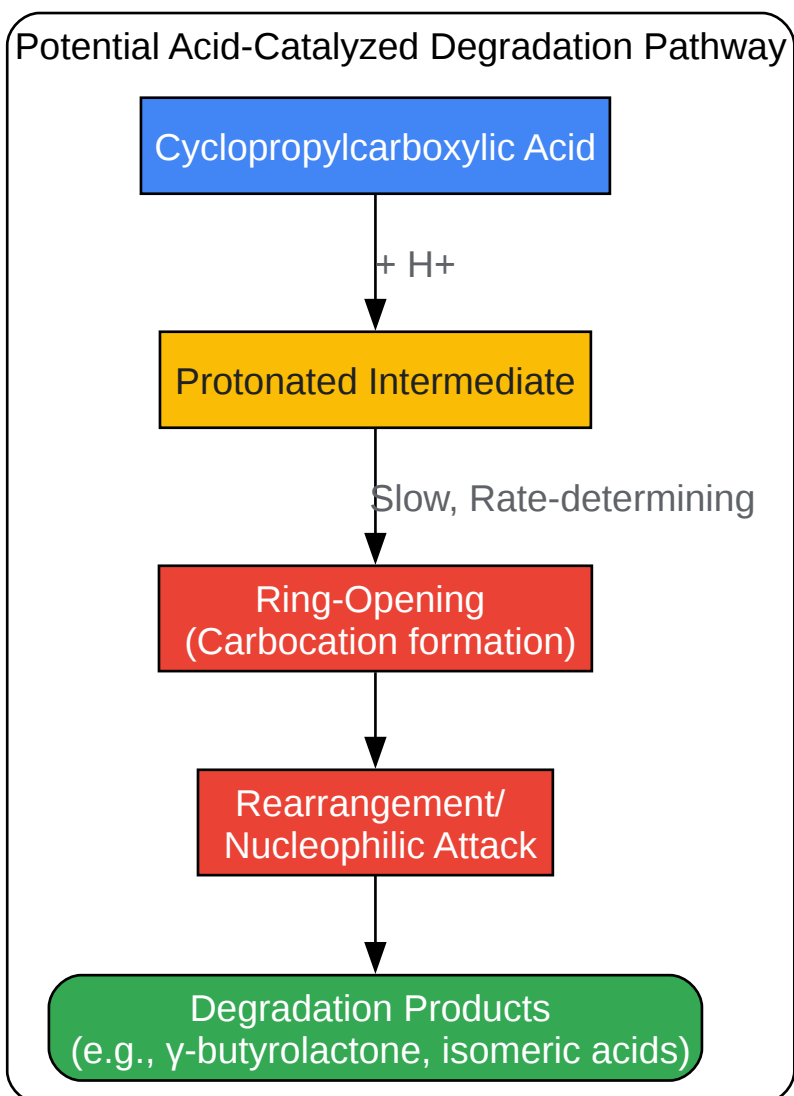 Potential Acid-Catalyzed Degradation Pathway
Cyclopropylcarboxylic Acid
+ H+
Protonated Intermediate
Slow, Rate-determining
Ring-Opening
(Carbocation formation)
Rearrangement/
Nucleophilic Attack
Degradation Products
(e.g., γ-butyrolactone, isomeric acids)